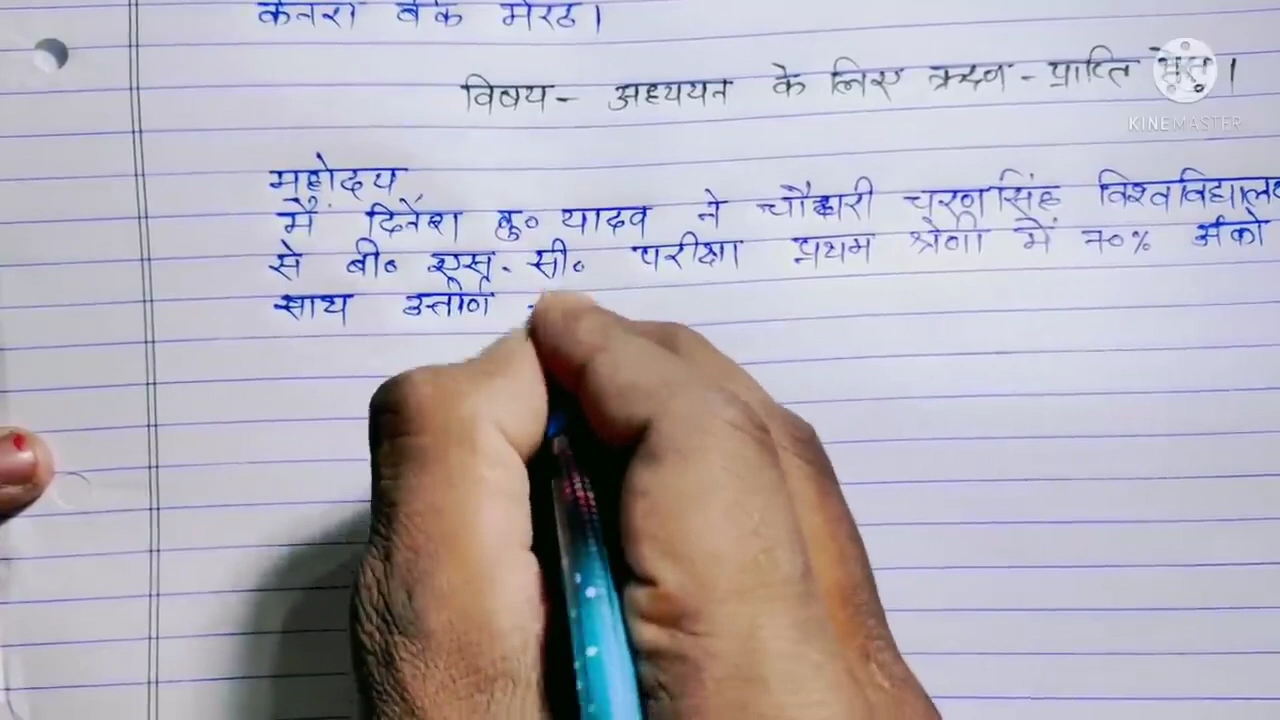 केनरा बैंक मेरठ।
विषय - अध्ययन के लिए ऋण - प्राप्ति हेतु।
KINEMASTER
महोदय
मैं दिनेश कु० यादव ने चौधरी चरण सिंह विश्वविद्यालय
से बी० एस. सी० परीक्षा प्रथम श्रेणी में 70% अंको
साथ उत्तीर्ण